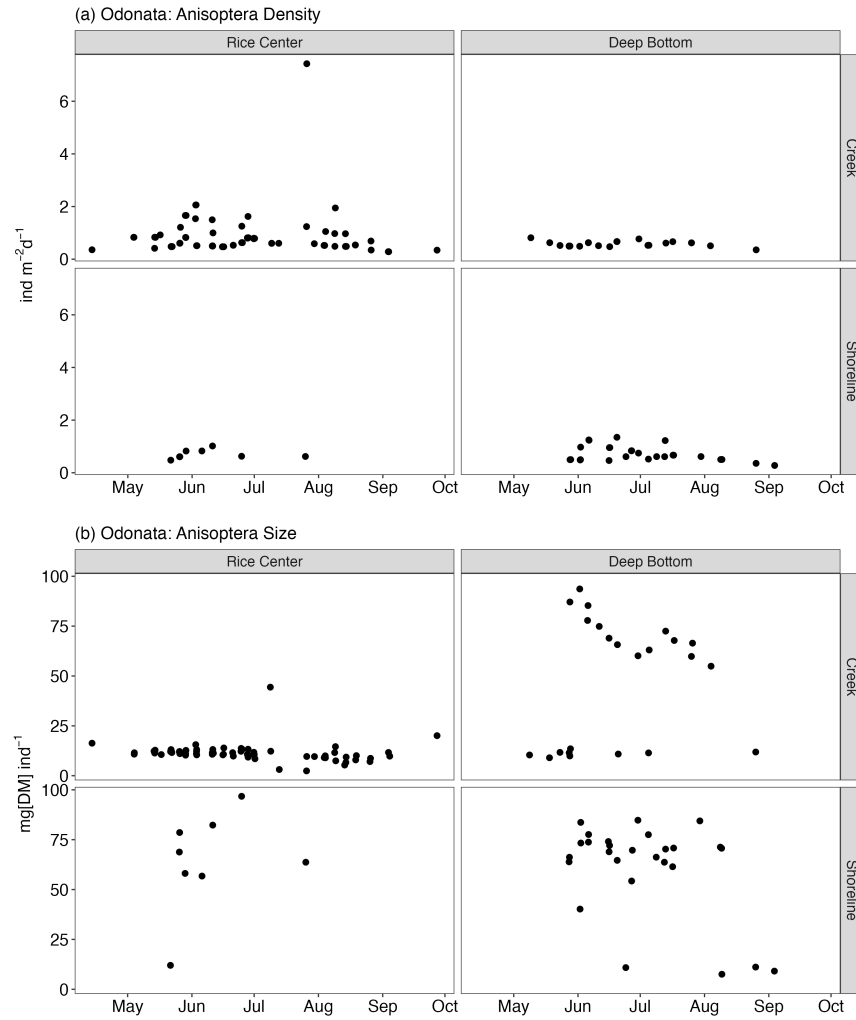 (a) Odonata: Anisoptera Density
Rice Center
Deep Bottom
6
4
2
0
Creek
6
4
2
0
Shoreline
ind m⁻²d⁻¹
May Jun Jul Aug Sep Oct
May Jun Jul Aug Sep Oct
(b) Odonata: Anisoptera Size
Rice Center
Deep Bottom
100
75
50
25
0
Creek
100
75
50
25
0
Shoreline
mg[DM] ind⁻¹
May Jun Jul Aug Sep Oct
May Jun Jul Aug Sep Oct